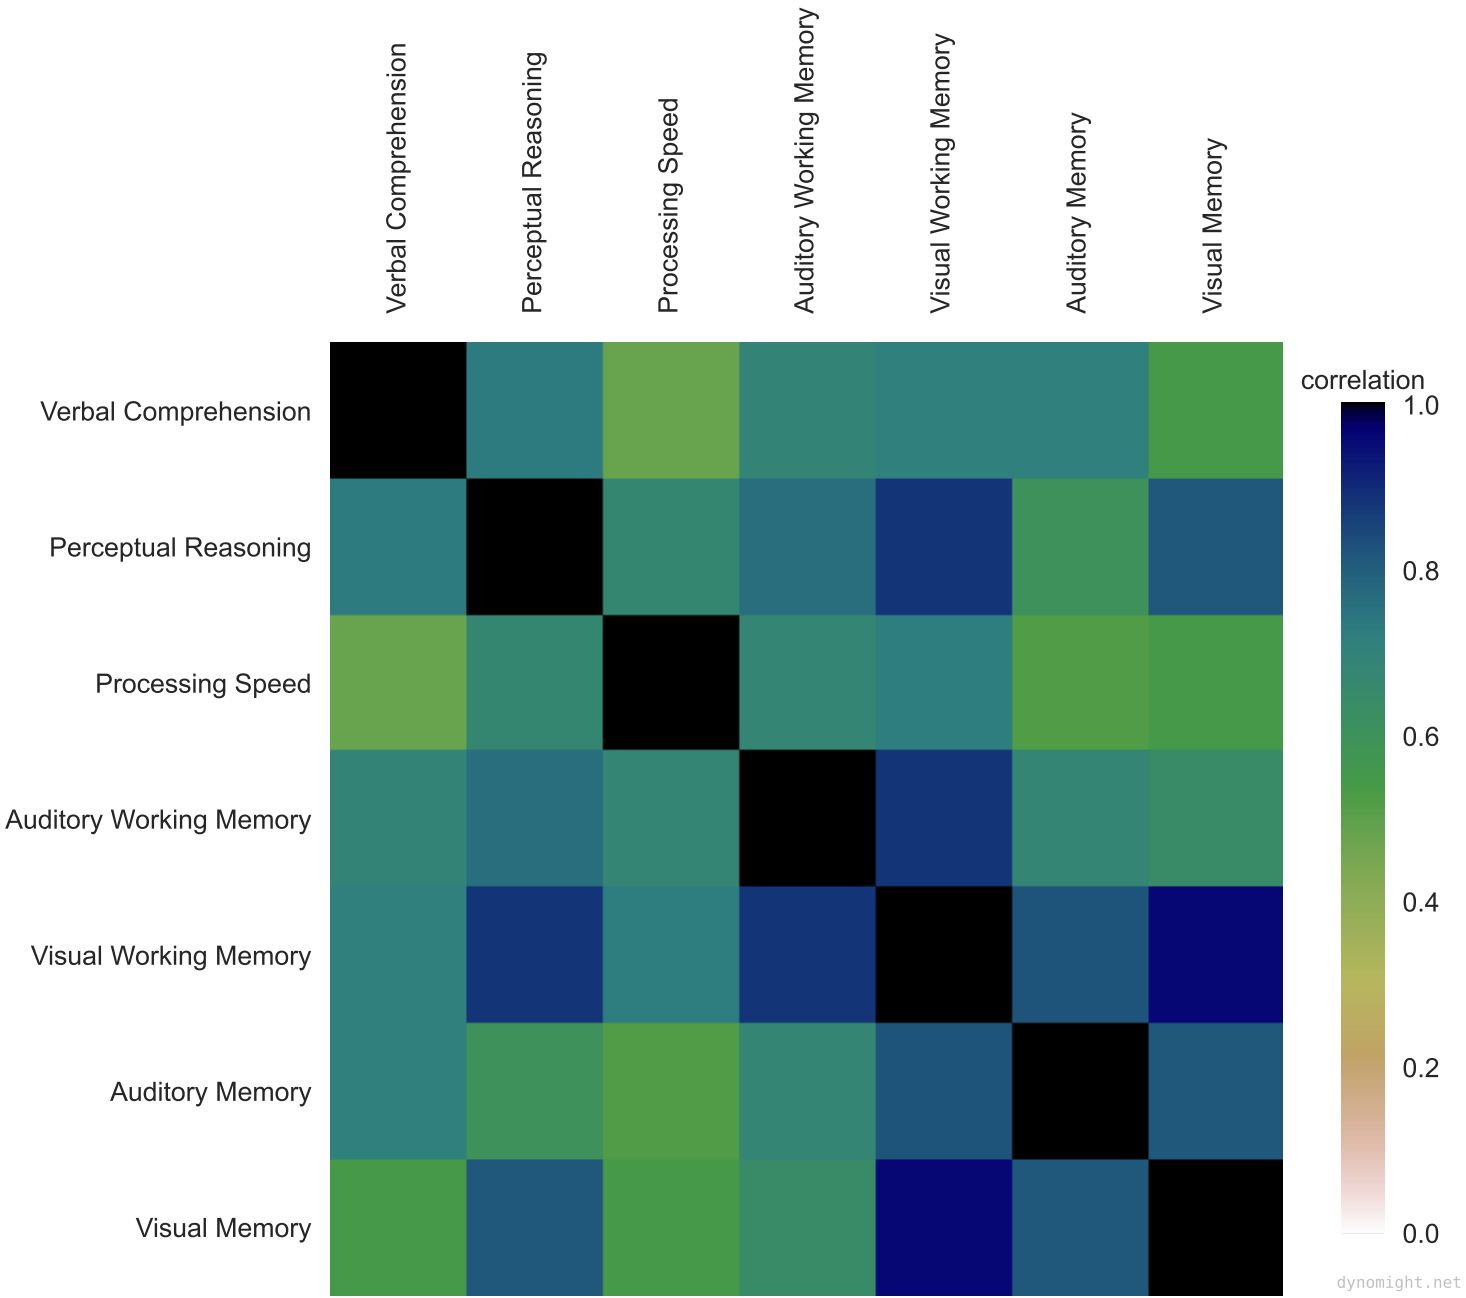 Verbal Comprehension
Perceptual Reasoning
Processing Speed
Auditory Working Memory
Visual Working Memory
Auditory Memory
Visual Memory
correlation
Verbal Comprehension
Perceptual Reasoning
Processing Speed
Auditory Working Memory
Visual Working Memory
Auditory Memory
Visual Memory
1.0
0.8
0.6
0.4
0.2
0.0
dynomight.net